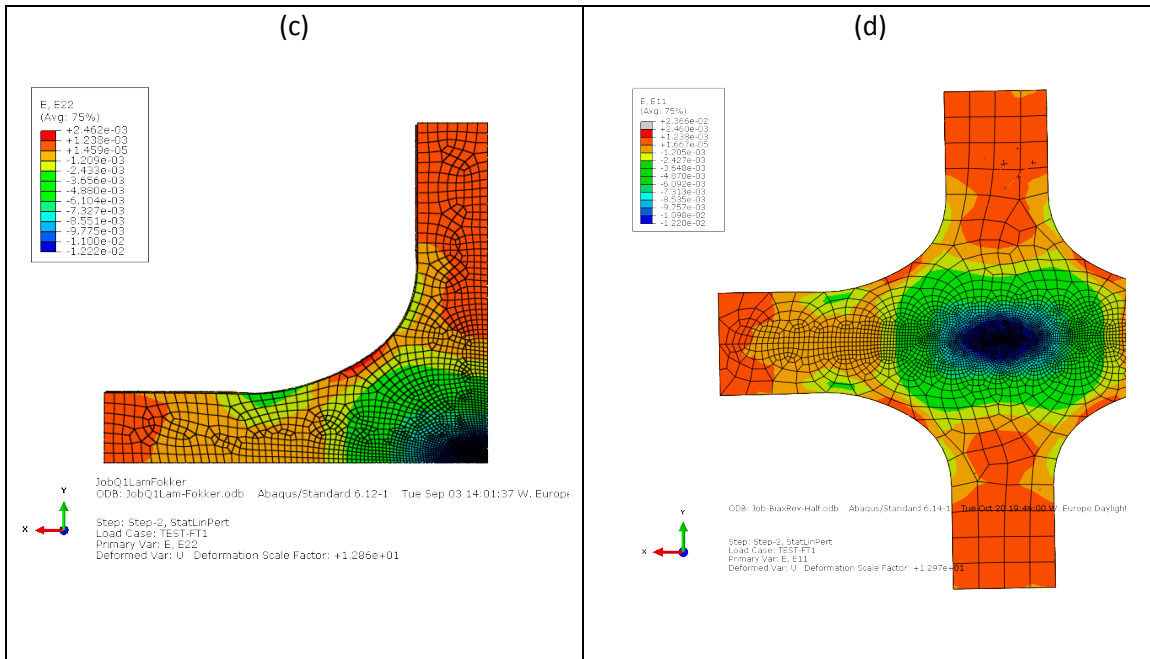 (c)
E, E22
(Avg: 75%)
+2.462e-03
+1.238e-03
+1.459e-05
-1.209e-03
-2.433e-03
-3.656e-03
-4.880e-03
-6.104e-03
-7.327e-03
-8.551e-03
-9.775e-03
-1.100e-02
-1.222e-02
JobQ1LamFokker
ODB: JobQ1Lam-Fokker.odb Abaqus/Standard 6.12-1 Tue Sep 03 14:01:37 W. Europe
Y
X
Step: Step-2, StatLinPert
Load Case: TEST-FT1
Primary Var: E, E22
Deformed Var: U Deformation Scale Factor: +1.286e+01
(d)
E, E11
(Avg: 75%)
+2.366e-02
+2.460e-03
+1.238e-03
+1.667e-05
-1.205e-03
-2.427e-03
-3.648e-03
-4.870e-03
-6.092e-03
-7.313e-03
-8.535e-03
-9.757e-03
-1.098e-02
-1.220e-02
ODB: Job-BiaxRev-Half.odb Abaqus/Standard 6.14-1 Tue Oct 20 19:46:00 W. Europe Daylight
Y
X
Step: Step-2, StatLinPert
Load Case: TEST-FT1
Primary Var: E, E11
Deformed Var: U Deformation Scale Factor: +1.297e+01